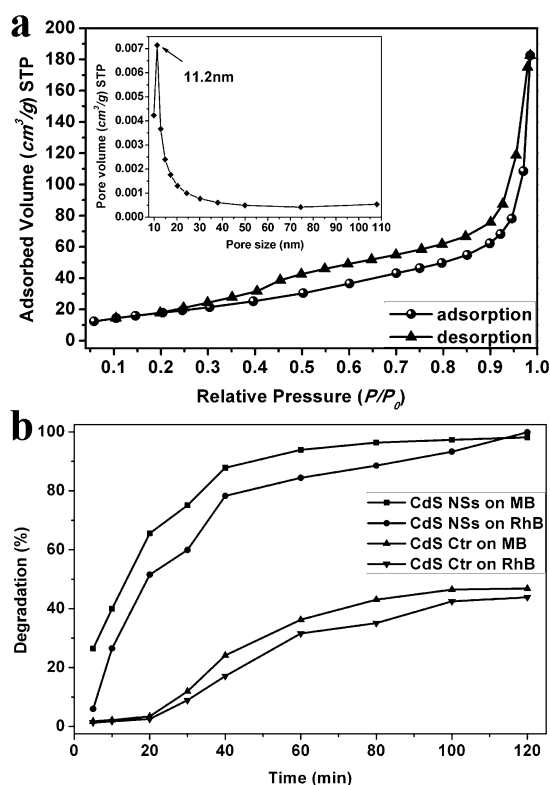 a
200
180
160
140
120
100
80
60
40
20
0
Adsorbed Volume (cm³/g) STP
0.1 0.2 0.3 0.4 0.5 0.6 0.7 0.8 0.9 1.0
Relative Pressure (P/P₀)
0.007
0.006
0.005
0.004
0.003
0.002
0.001
0.000
Pore volume (cm³/g) STP
11.2nm
10 20 30 40 50 60 70 80 90 100 110
Pore size (nm)
adsorption
desorption
b
100
80
60
40
20
0
Degradation (%)
CdS NSs on MB
CdS NSs on RhB
CdS Ctr on MB
CdS Ctr on RhB
0 20 40 60 80 100 120
Time (min)